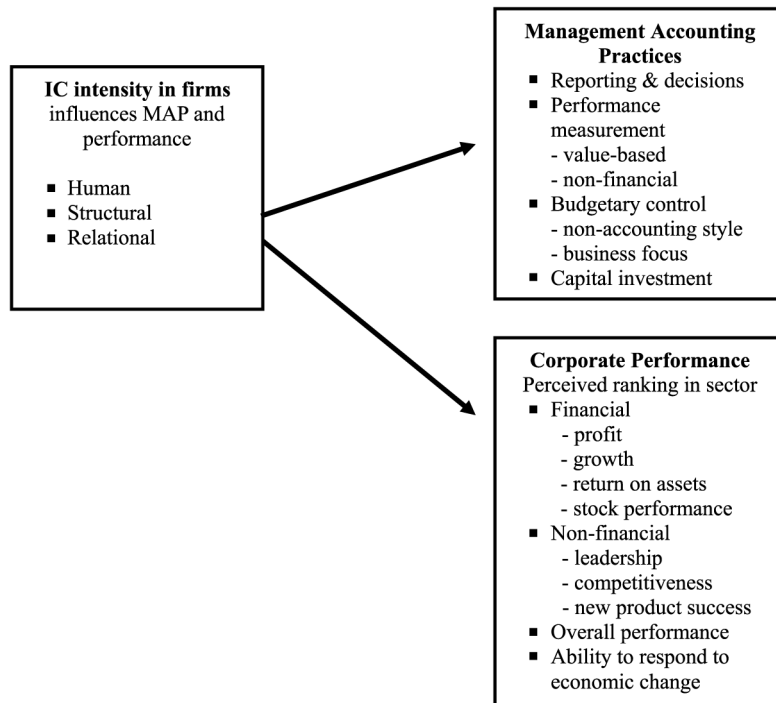 IC intensity in firms
influences MAP and
performance
▪ Human
▪ Structural
▪ Relational
Management Accounting
Practices
▪ Reporting & decisions
▪ Performance
measurement
- value-based
- non-financial
▪ Budgetary control
- non-accounting style
- business focus
▪ Capital investment
Corporate Performance
Perceived ranking in sector
▪ Financial
- profit
- growth
- return on assets
- stock performance
▪ Non-financial
- leadership
- competitiveness
- new product success
▪ Overall performance
▪ Ability to respond to
economic change